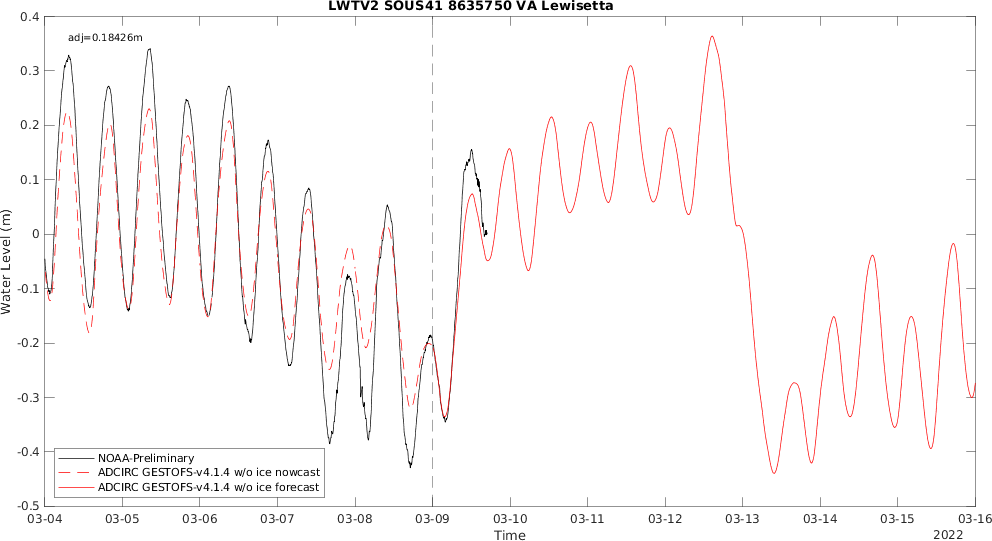 LWTV2 SOUS41 8635750 VA Lewisetta
adj=0.18426m
0.4
0.3
0.2
0.1
0
-0.1
-0.2
-0.3
-0.4
-0.5
Water Level (m)
NOAA-Preliminary
ADCIRC GESTOFS-v4.1.4 w/o ice nowcast
ADCIRC GESTOFS-v4.1.4 w/o ice forecast
03-04 03-05 03-06 03-07 03-08 03-09 03-10 03-11 03-12 03-13 03-14 03-15 03-16
Time
2022